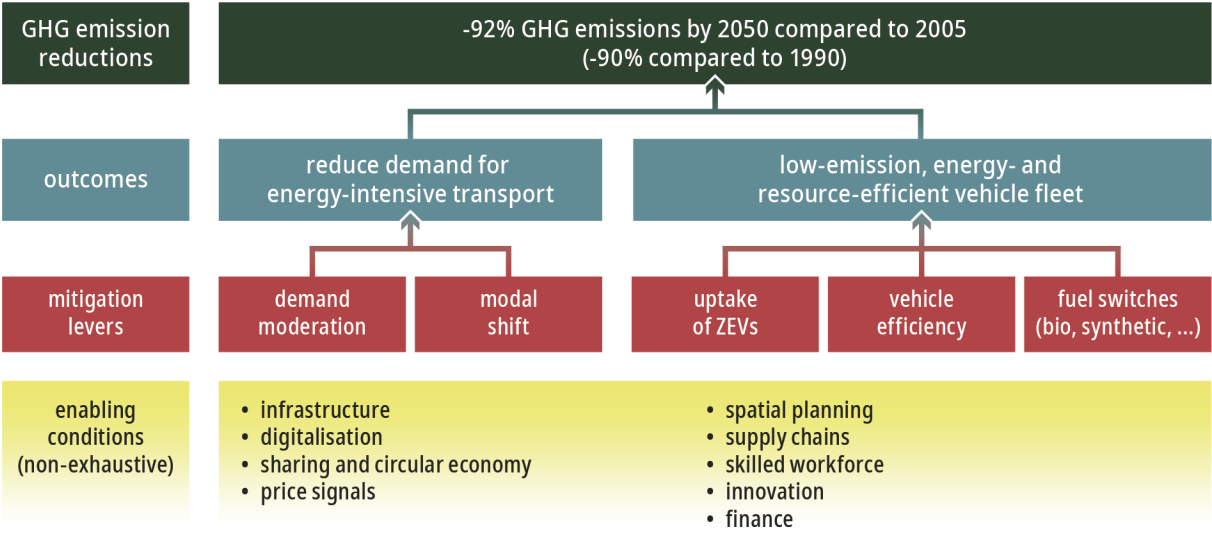 GHG emission
reductions
-92% GHG emissions by 2050 compared to 2005
(-90% compared to 1990)
outcomes
reduce demand for
energy-intensive transport
low-emission, energy- and
resource-efficient vehicle fleet
mitigation
levers
demand
moderation
modal
shift
uptake
of ZEVs
vehicle
efficiency
fuel switches
(bio, synthetic, ...)
enabling
conditions
(non-exhaustive)
• infrastructure
• digitalisation
• sharing and circular economy
• price signals
• spatial planning
• supply chains
• skilled workforce
• innovation
• finance